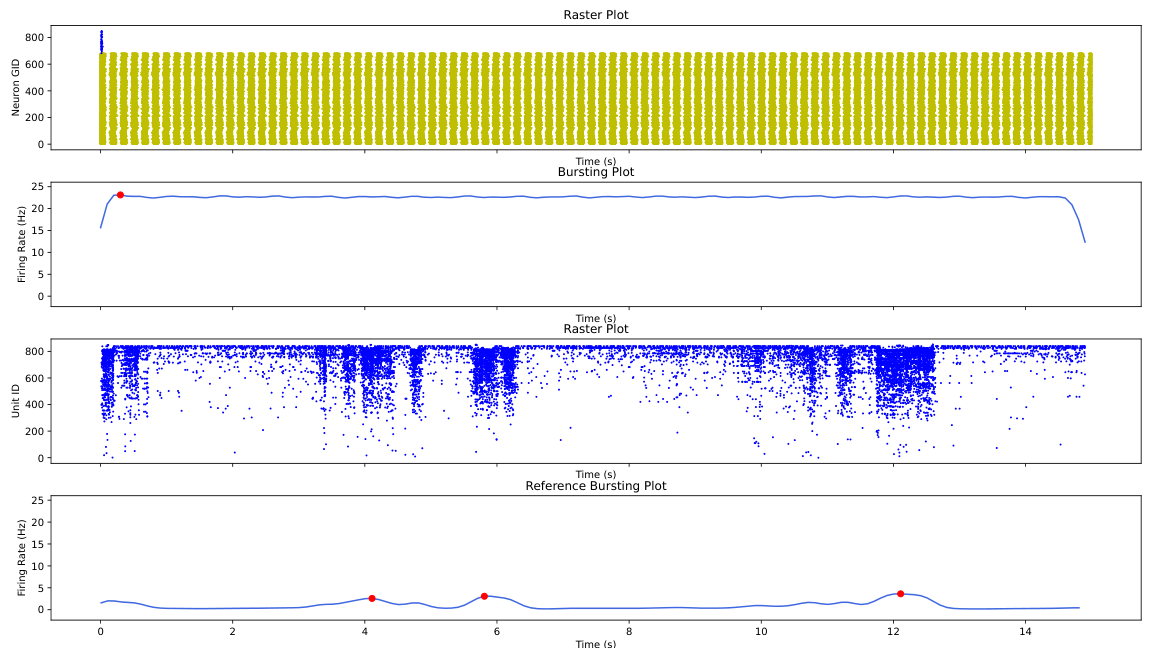 Raster Plot
Neuron GID
800
600
400
200
0
Time (s)
Bursting Plot
Firing Rate (Hz)
25
20
15
10
5
0
Time (s)
Raster Plot
Unit ID
800
600
400
200
0
Time (s)
Reference Bursting Plot
Firing Rate (Hz)
25
20
15
10
5
0
0 2 4 6 8 10 12 14
Time (s)